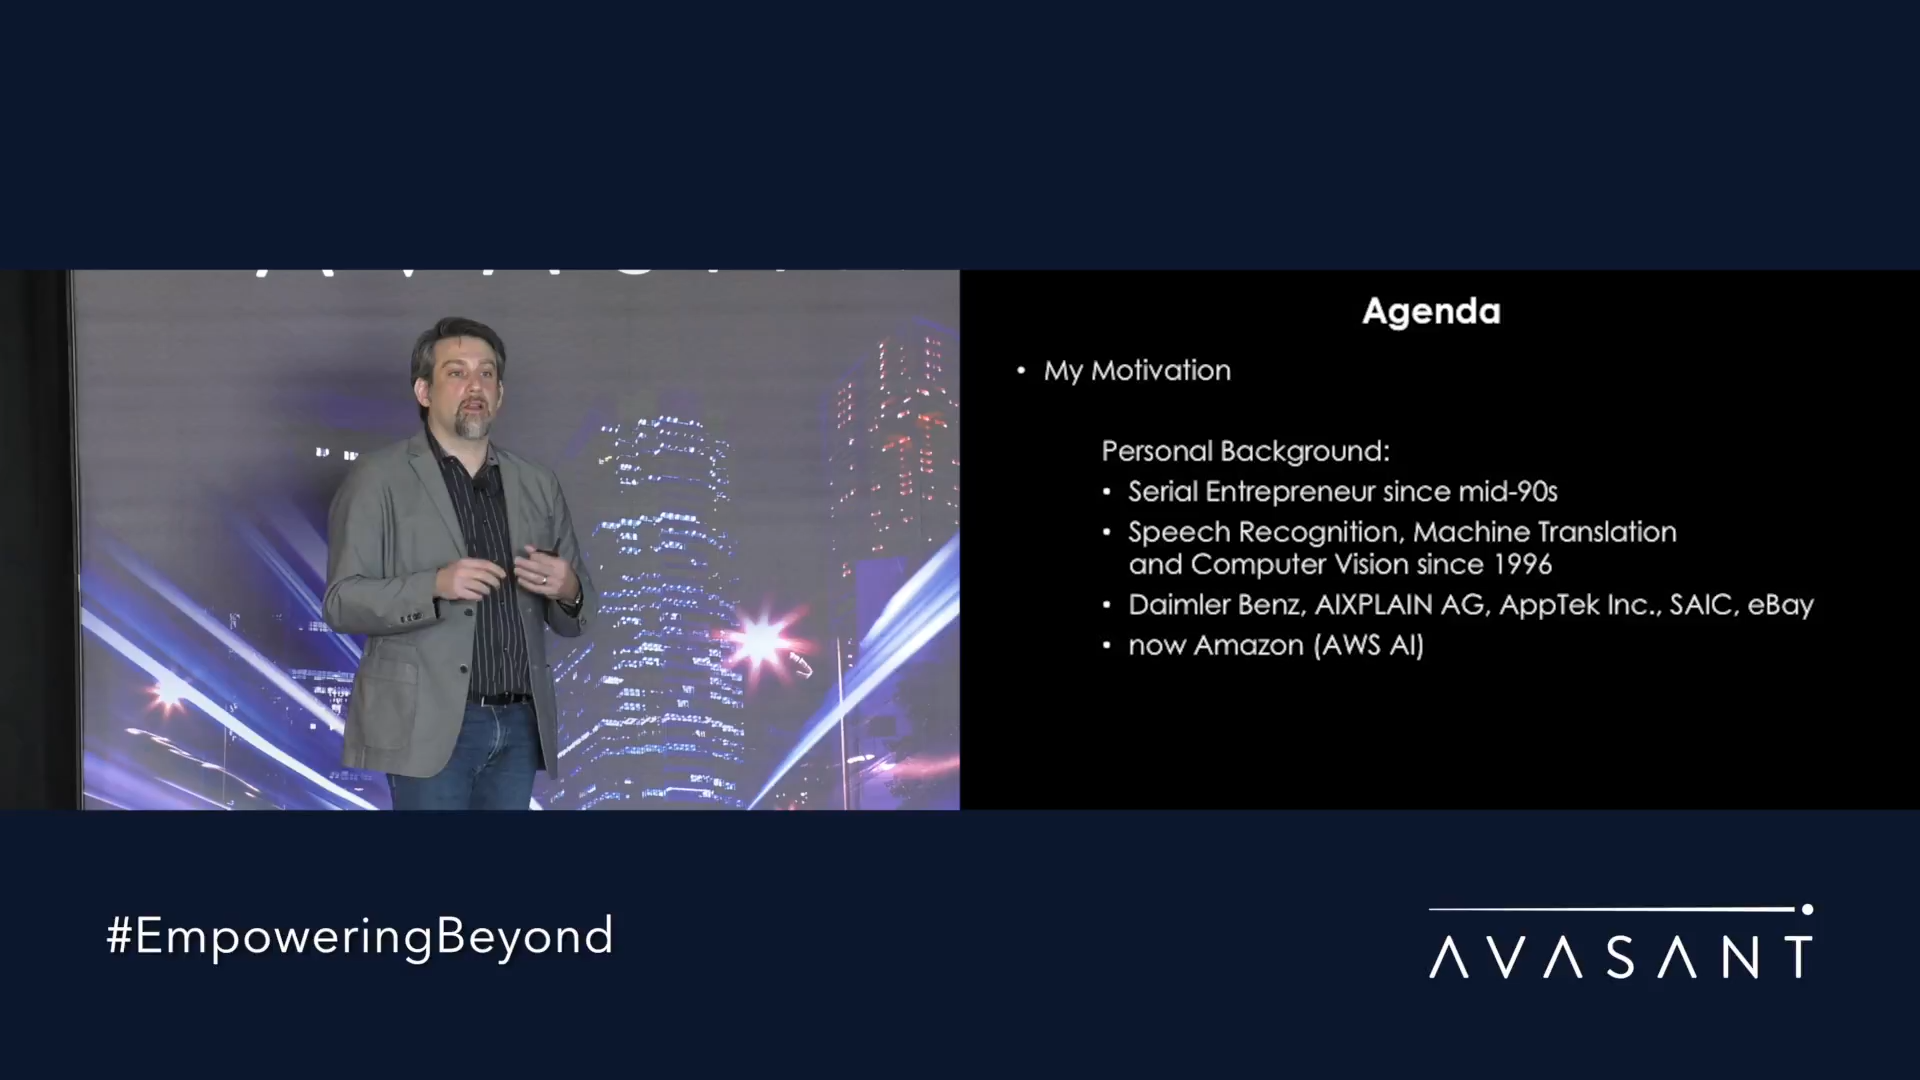 Agenda
• My Motivation
Personal Background:
• Serial Entrepreneur since mid-90s
• Speech Recognition, Machine Translation
and Computer Vision since 1996
• Daimler Benz, AIXPLAIN AG, AppTek Inc., SAIC, eBay
• now Amazon (AWS AI)
#EmpoweringBeyond
AVASANT